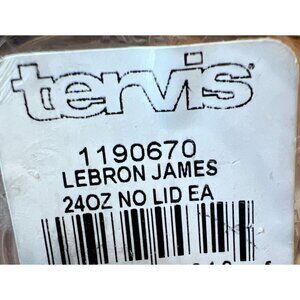 tervis
1190670
LEBRON JAMES
24OZ NO LID EA